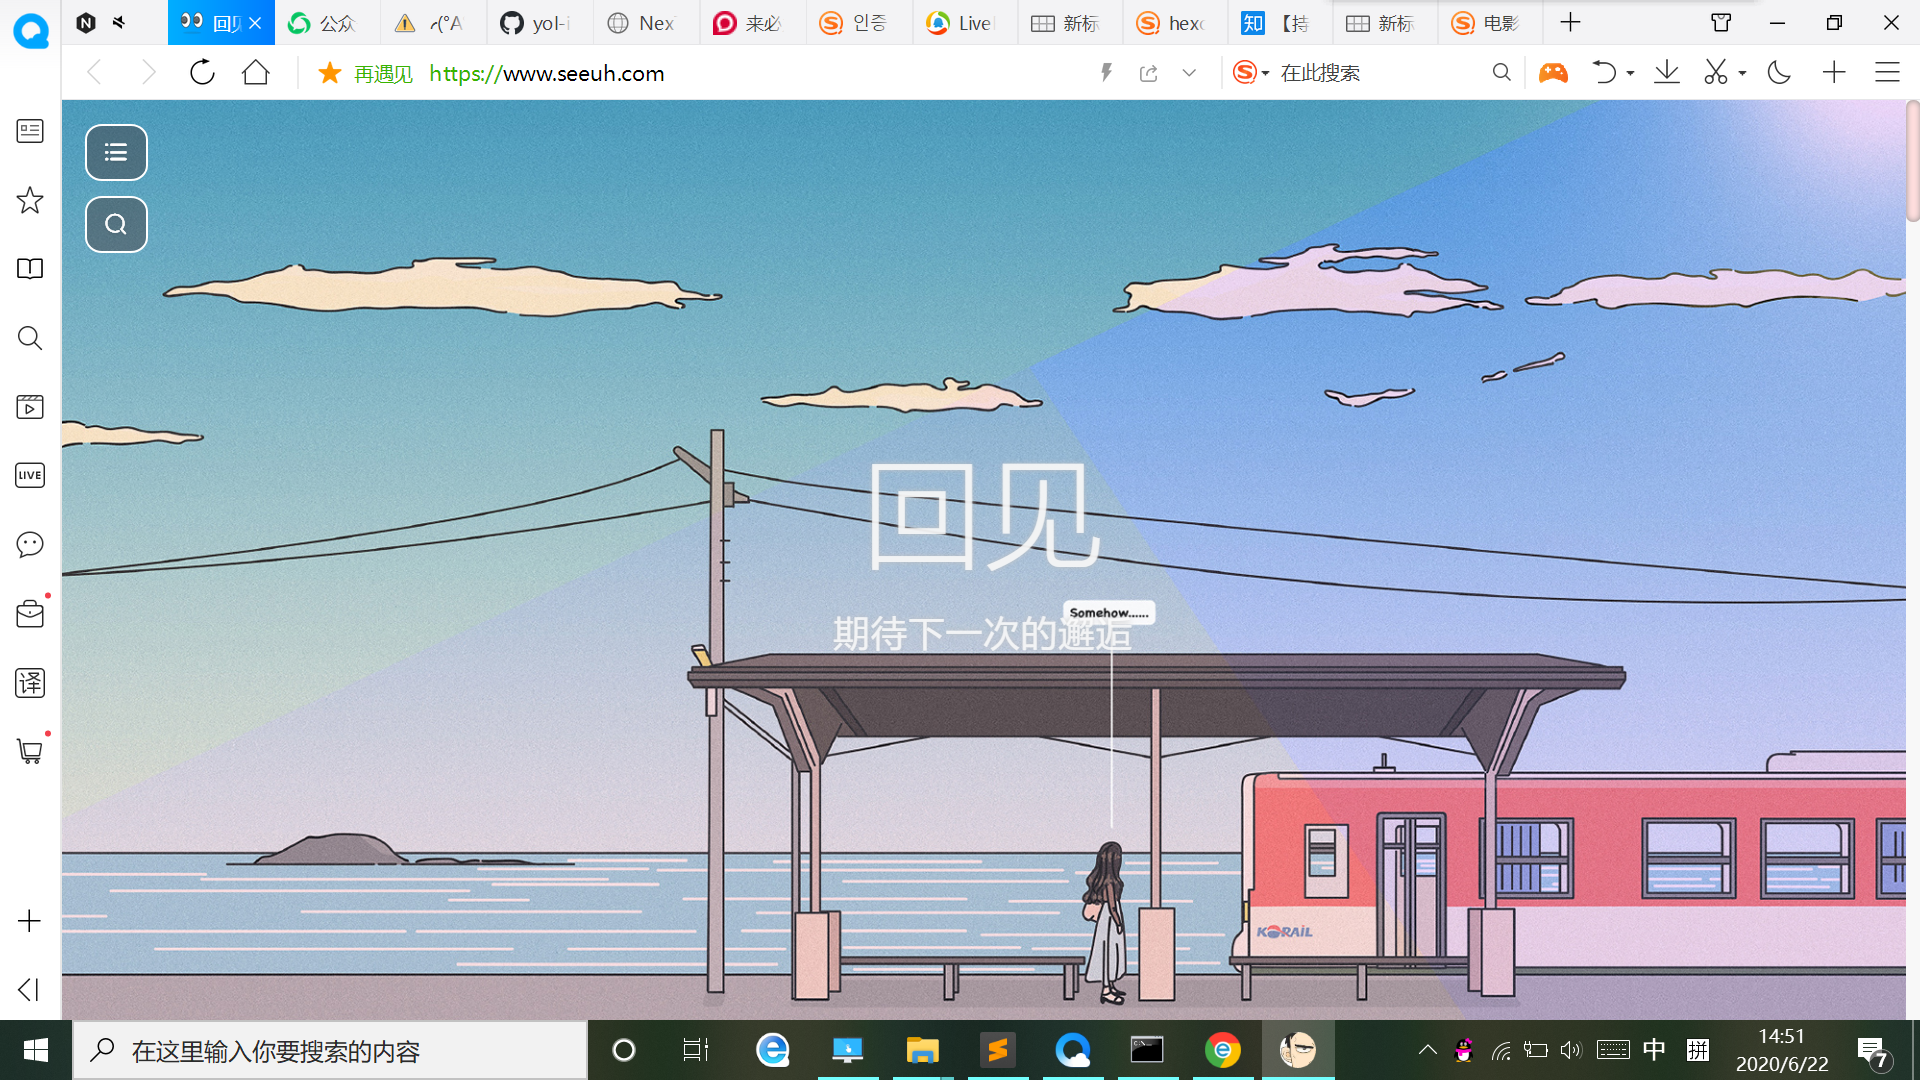 回见
公众
r(°A
yol-i
Nex
来必
인증
Live
新标
hexo
知 【持
新标
电影
再遇见 https://www.seeuh.com
在此搜索
LIVE
译
回见
Somehow......
期待下一次的邂逅
KORAIL
在这里输入你要搜索的内容
中 拼
14:51
2020/6/22
7